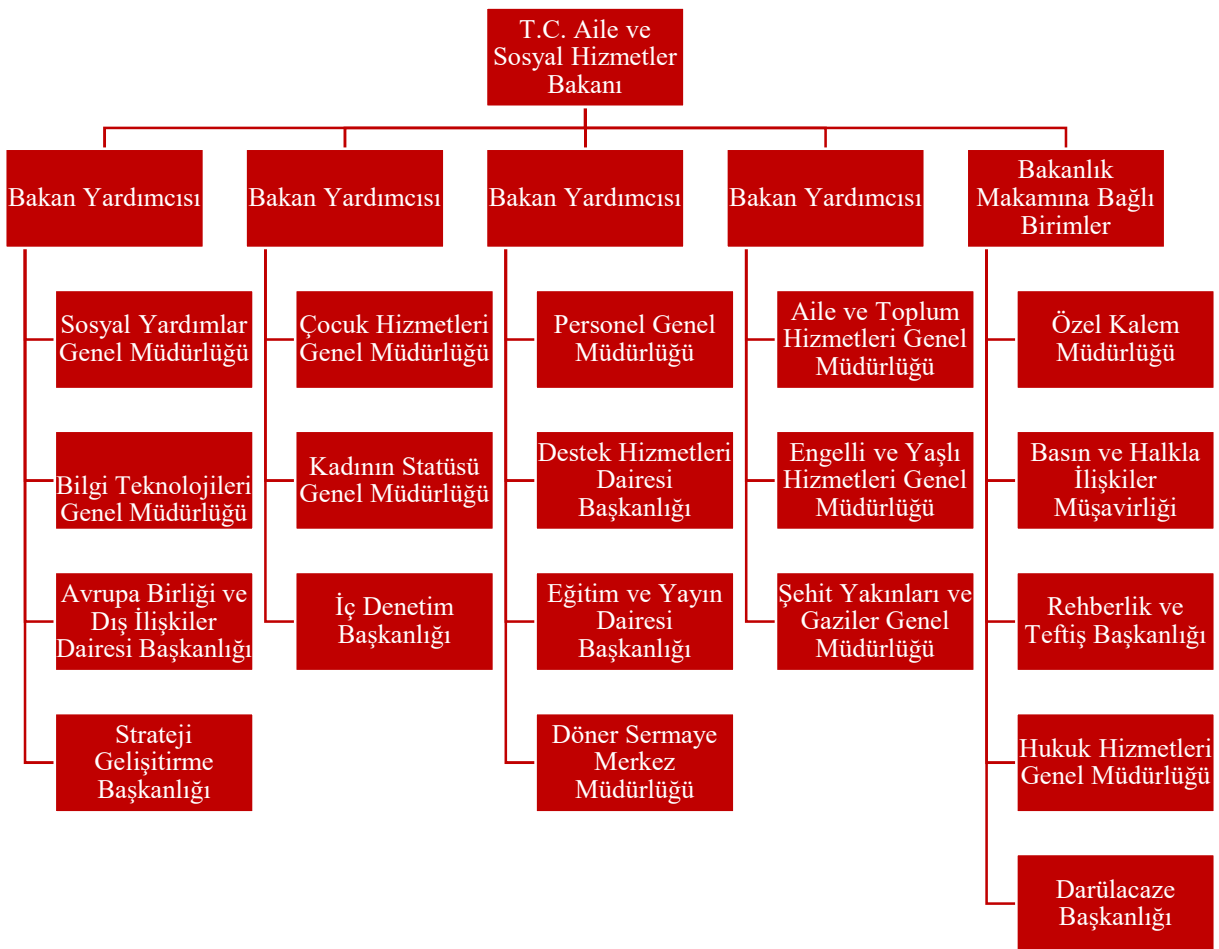 T.C. Aile ve
Sosyal Hizmetler
Bakanı
Bakan Yardımcısı
Sosyal Yardımlar
Genel Müdürlüğü
Bilgi Teknolojileri
Genel Müdürlüğü
Avrupa Birliği ve
Dış İlişkiler
Dairesi Başkanlığı
Strateji
Gelişitirme
Başkanlığı
Bakan Yardımcısı
Çocuk Hizmetleri
Genel Müdürlüğü
Kadının Statüsü
Genel Müdürlüğü
İç Denetim
Başkanlığı
Bakan Yardımcısı
Personel Genel
Müdürlüğü
Destek Hizmetleri
Dairesi
Başkanlığı
Eğitim ve Yayın
Dairesi
Başkanlığı
Döner Sermaye
Merkez
Müdürlüğü
Bakan Yardımcısı
Aile ve Toplum
Hizmetleri Genel
Müdürlüğü
Engelli ve Yaşlı
Hizmetleri Genel
Müdürlüğü
Şehit Yakınları ve
Gaziler Genel
Müdürlüğü
Bakanlık
Makamına Bağlı
Birimler
Özel Kalem
Müdürlüğü
Basın ve Halkla
İlişkiler
Müşavirliği
Rehberlik ve
Teftiş Başkanlığı
Hukuk Hizmetleri
Genel Müdürlüğü
Darülacaze
Başkanlığı